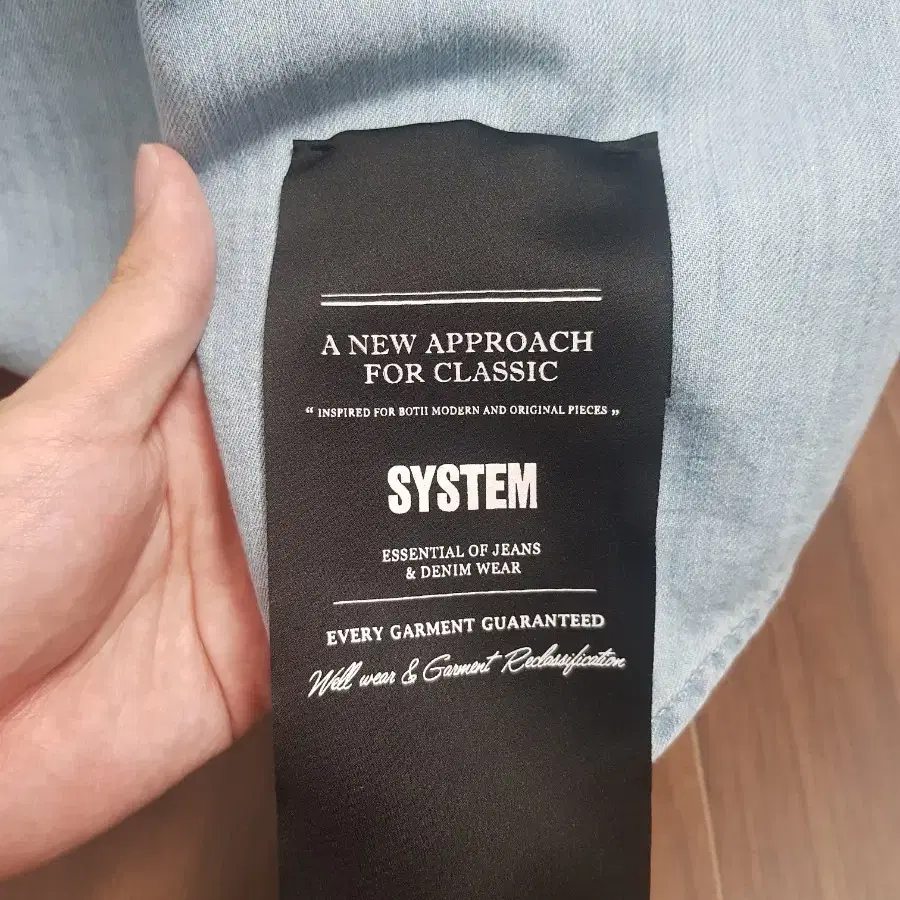 A NEW APPROACH
FOR CLASSIC
“ INSPIRED FOR BOTH MODERN AND ORIGINAL PIECES „
SYSTEM
ESSENTIAL OF JEANS
& DENIM WEAR
EVERY GARMENT GUARANTEED
Well wear & Garment Reclassification